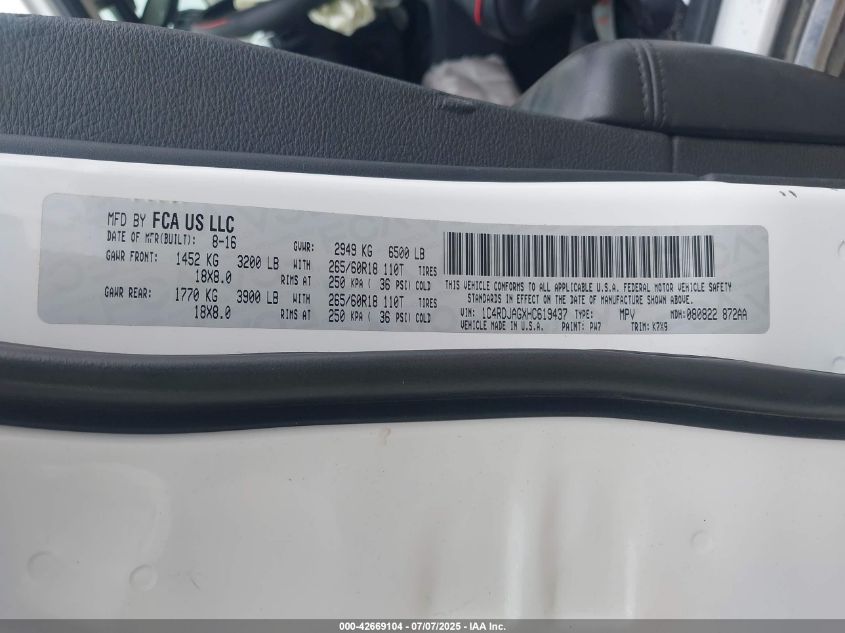 MFD BY FCA US LLC
DATE OF MFR(BUILT): 8-16 GVWR: 2949 KG 6500 LB
GAWR FRONT: 1452 KG 3200 LB WITH 265/60R18 110T TIRES
18X8.0 RIMS AT 250 KPA ( 36 PSI) COLD
GAWR REAR: 1770 KG 3900 LB WITH 265/60R18 110T TIRES
18X8.0 RIMS AT 250 KPA ( 36 PSI) COLD
THIS VEHICLE CONFORMS TO ALL APPLICABLE U.S.A. FEDERAL MOTOR VEHICLE SAFETY
STANDARDS IN EFFECT ON THE DATE OF MANUFACTURE SHOWN ABOVE.
VIN: 1C4RDJAGXHC619437 TYPE: MPV MDH:080822 872AA
VEHICLE MADE IN U.S.A. PAINT: PW7 TRIM: K7X9
000-42669104 / 07/07/2025 - IAA Inc.